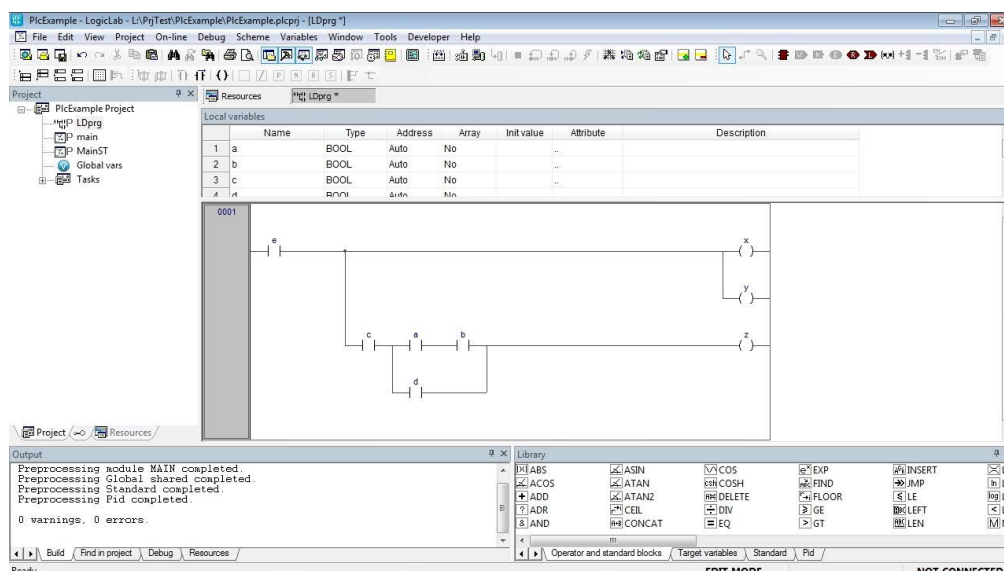 PlcExample - LogicLab - L:\PrjTest\PlcExample\PlcExample.plcprj - [LDprg *]
File Edit View Project On-line Debug Scheme Variables Window Tools Developer Help
Project
Resources
LDprg *
PlcExample Project
LDprg
main
MainST
Global vars
Tasks
Local variables
Name Type Address Array Init value Attribute Description
1 a BOOL Auto No ..
2 b BOOL Auto No ..
3 c BOOL Auto No ..
4 d BOOL Auto No
0001
e x
y
c a b z
d
Project Resources
Output
Preprocessing module MAIN completed.
Preprocessing Global shared completed.
Preprocessing Standard completed.
Preprocessing Pid completed.
0 warnings, 0 errors.
Build Find in project Debug Resources
Library
ABS ASIN COS EXP INSERT
ACOS ATAN COSH FIND JMP
ADD ATAN2 DELETE FLOOR LE
ADR CEIL DIV GE LEFT
AND CONCAT EQ GT LEN
Operator and standard blocks Target variables Standard Pid
Ready EDIT MODE NOT CONNECTED